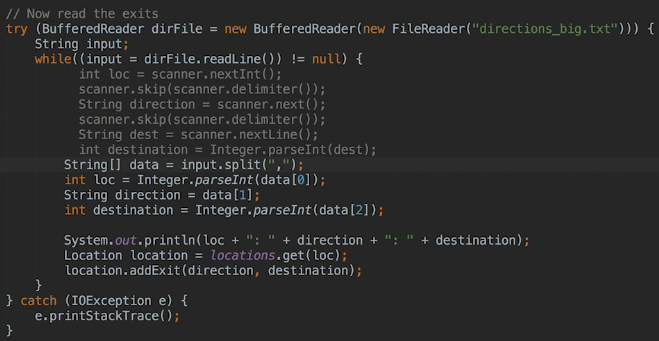 // Now read the exits
try (BufferedReader dirFile = new BufferedReader(new FileReader("directions_big.txt"))) {
    String input;
    while((input = dirFile.readLine()) != null) {
          int loc = scanner.nextInt();
          scanner.skip(scanner.delimiter());
          String direction = scanner.next();
          scanner.skip(scanner.delimiter());
          String dest = scanner.nextLine();
          int destination = Integer.parseInt(dest);
        String[] data = input.split(",");
        int loc = Integer.parseInt(data[0]);
        String direction = data[1];
        int destination = Integer.parseInt(data[2]);

        System.out.println(loc + ": " + direction + ": " + destination);
        Location location = locations.get(loc);
        location.addExit(direction, destination);
    }
} catch (IOException e) {
    e.printStackTrace();
}